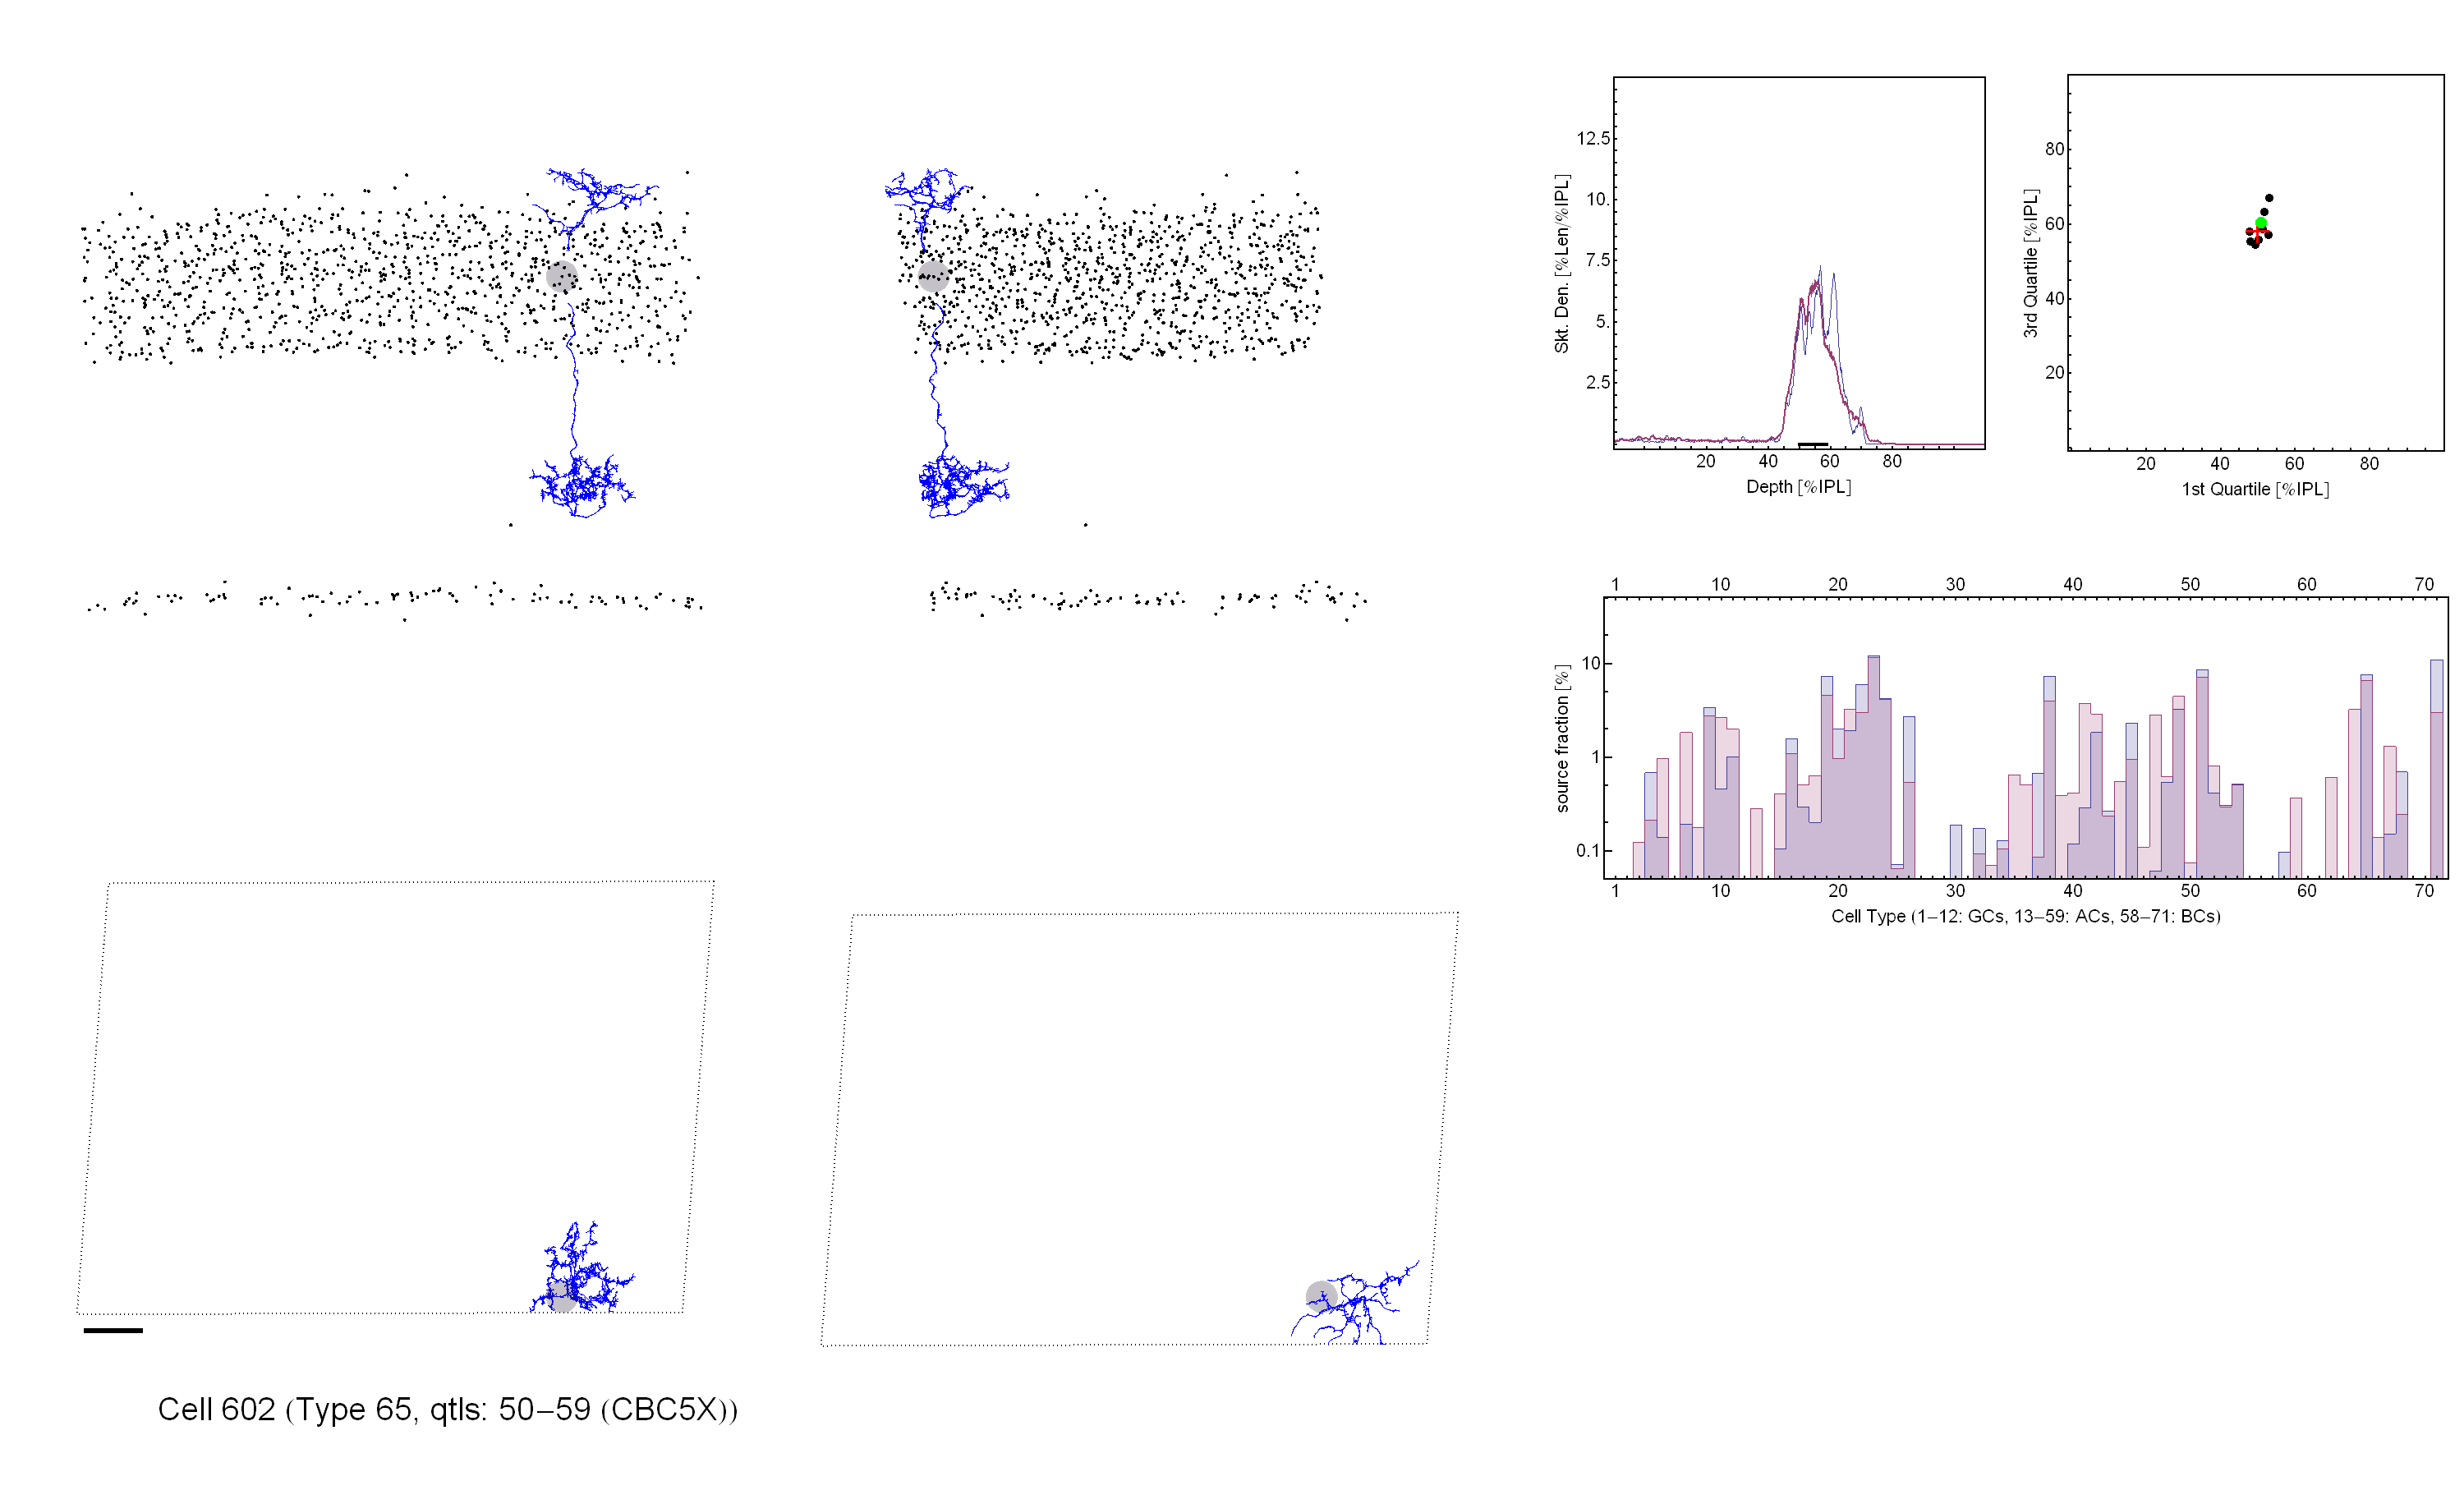 12.5
10.
7.5
5.
2.5
Skt. Den. [%Len/%IPL]
20 40 60 80
Depth [%IPL]
80
60
40
20
3rd Quartile [%IPL]
20 40 60 80
1st Quartile [%IPL]
1 10 20 30 40 50 60 70
10
1
0.1
source fraction [%]
1 10 20 30 40 50 60 70
Cell Type (1–12: GCs, 13–59: ACs, 58–71: BCs)
Cell 602 (Type 65, qtls: 50–59 (CBC5X))